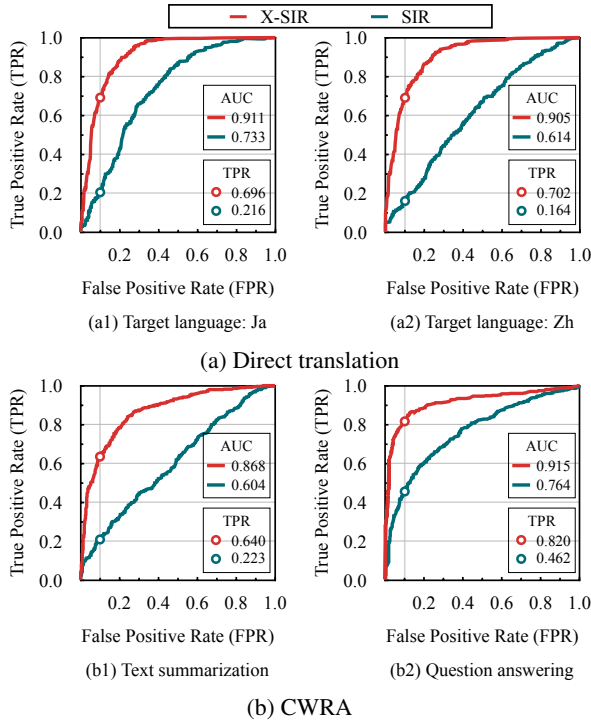 X-SIR SIR
True Positive Rate (TPR)
1.0
0.8
0.6
0.4
0.2
0.0
AUC
0.911
0.733
TPR
0.696
0.216
0.2 0.4 0.6 0.8 1.0
False Positive Rate (FPR)
(a1) Target language: Ja
True Positive Rate (TPR)
1.0
0.8
0.6
0.4
0.2
0.0
AUC
0.905
0.614
TPR
0.702
0.164
0.2 0.4 0.6 0.8 1.0
False Positive Rate (FPR)
(a2) Target language: Zh
(a) Direct translation
True Positive Rate (TPR)
1.0
0.8
0.6
0.4
0.2
0.0
AUC
0.868
0.604
TPR
0.640
0.223
0.2 0.4 0.6 0.8 1.0
False Positive Rate (FPR)
(b1) Text summarization
True Positive Rate (TPR)
1.0
0.8
0.6
0.4
0.2
0.0
AUC
0.915
0.764
TPR
0.820
0.462
0.2 0.4 0.6 0.8 1.0
False Positive Rate (FPR)
(b2) Question answering
(b) CWRA